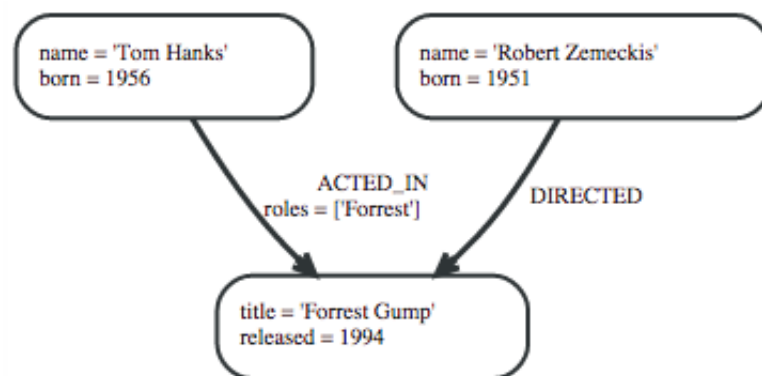 name = 'Tom Hanks'
born = 1956
name = 'Robert Zemeckis'
born = 1951
ACTED_IN
roles = ['Forrest']
DIRECTED
title = 'Forrest Gump'
released = 1994